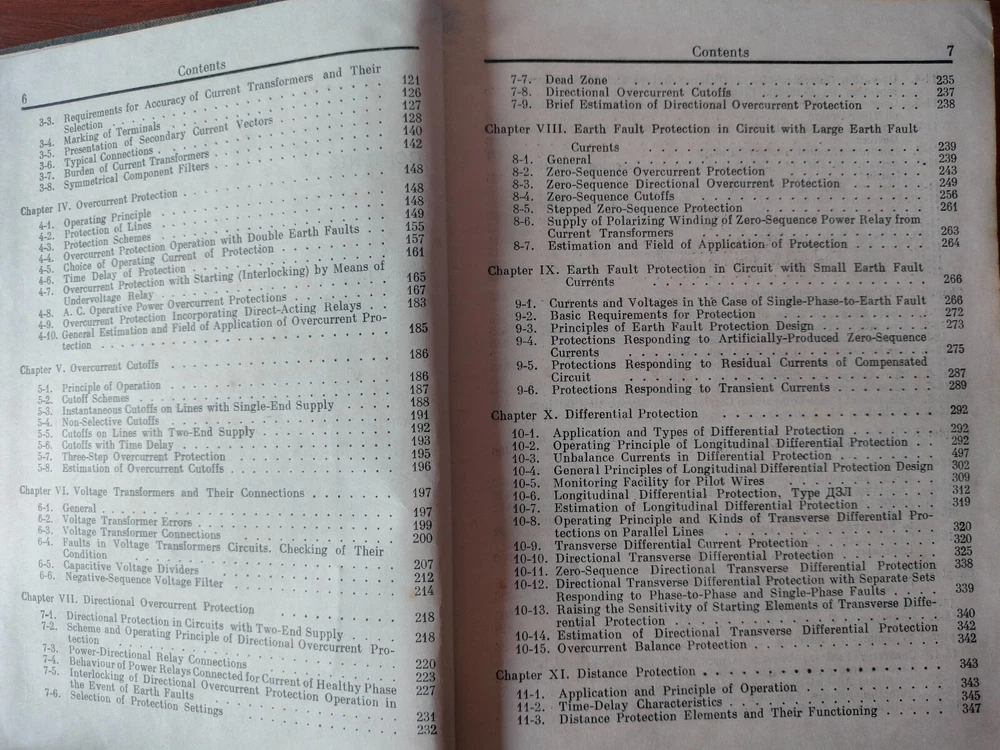 6
Contents
3-3. Requirements for Accuracy of Current Transformers and Their
Selection 121
3-4. Marking of Terminals 126
3-5. Presentation of Secondary Current Vectors 127
3-6. Typical Connections 128
3-7. Burden of Current Transformers 140
3-8. Symmetrical Component Filters 142
Chapter IV. Overcurrent Protection 148
4-1. Operating Principle 148
4-2. Protection of Lines 148
4-3. Protection Schemes 149
4-4. Overcurrent Protection Operation with Double Earth Faults 155
4-5. Choice of Operating Current of Protection 157
4-6. Time Delay of Protection 161
4-7. Overcurrent Protection with Starting (Interlocking) by Means of
Undervoltage Relay 165
4-8. A. C. Operative Power Overcurrent Protections 167
4-9. Overcurrent Protection Incorporating Direct-Acting Relays 183
4-10. General Estimation and Field of Application of Overcurrent Pro-
tection 185
Chapter V. Overcurrent Cutoffs 186
5-1. Principle of Operation 186
5-2. Cutoff Schemes 187
5-3. Instantaneous Cutoffs on Lines with Single-End Supply 188
5-4. Non-Selective Cutoffs 191
5-5. Cutoffs on Lines with Two-End Supply 192
5-6. Cutoffs with Time Delay 193
5-7. Three-Step Overcurrent Protection 195
5-8. Estimation of Overcurrent Cutoffs 196
Chapter VI. Voltage Transformers and Their Connections 197
6-1. General 197
6-2. Voltage Transformer Errors 199
6-3. Voltage Transformer Connections 200
6-4. Faults in Voltage Transformers Circuits. Checking of Their
Condition 207
6-5. Capacitive Voltage Dividers 212
6-6. Negative-Sequence Voltage Filter 214
Chapter VII. Directional Overcurrent Protection 218
7-1. Directional Protection in Circuits with Two-End Supply 218
7-2. Scheme and Operating Principle of Directional Overcurrent Pro-
tection 220
7-3. Power-Directional Relay Connections 223
7-4. Behaviour of Power Relays Connected for Current of Healthy Phase 227
7-5. Interlocking of Directional Overcurrent Protection Operation in
the Event of Earth Faults 231
7-6. Selection of Protection Settings 232
Contents
7
7-7. Dead Zone 235
7-8. Directional Overcurrent Cutoffs 237
7-9. Brief Estimation of Directional Overcurrent Protection 238
Chapter VIII. Earth Fault Protection in Circuit with Large Earth Fault
Currents 239
8-1. General 239
8-2. Zero-Sequence Overcurrent Protection 243
8-3. Zero-Sequence Directional Overcurrent Protection 249
8-4. Zero-Sequence Cutoffs 256
8-5. Stepped Zero-Sequence Protection 261
8-6. Supply of Polarizing Winding of Zero-Sequence Power Relay from
Current Transformers 263
8-7. Estimation and Field of Application of Protection 264
Chapter IX. Earth Fault Protection in Circuit with Small Earth Fault
Currents 266
9-1. Currents and Voltages in the Case of Single-Phase-to-Earth Fault 266
9-2. Basic Requirements for Protection 272
9-3. Principles of Earth Fault Protection Design 273
9-4. Protections Responding to Artificially-Produced Zero-Sequence
Currents 275
9-5. Protections Responding to Residual Currents of Compensated
Circuit 287
9-6. Protections Responding to Transient Currents 289
Chapter X. Differential Protection 292
10-1. Application and Types of Differential Protection 292
10-2. Operating Principle of Longitudinal Differential Protection 292
10-3. Unbalance Currents in Differential Protection 497
10-4. General Principles of Longitudinal Differential Protection Design 302
10-5. Monitoring Facility for Pilot Wires 309
10-6. Longitudinal Differential Protection, Type ДЗЛ 312
10-7. Estimation of Longitudinal Differential Protection 319
10-8. Operating Principle and Kinds of Transverse Differential Pro-
tections on Parallel Lines 320
10-9. Transverse Differential Current Protection 320
10-10. Directional Transverse Differential Protection 325
10-11. Zero-Sequence Directional Transverse Differential Protection 338
10-12. Directional Transverse Differential Protection with Separate Sets
Responding to Phase-to-Phase and Single-Phase Faults 339
10-13. Raising the Sensitivity of Starting Elements of Transverse Diffe-
rential Protection 340
10-14. Estimation of Directional Transverse Differential Protection 342
10-15. Overcurrent Balance Protection 342
Chapter XI. Distance Protection 343
11-1. Application and Principle of Operation 343
11-2. Time-Delay Characteristics 345
11-3. Distance Protection Elements and Their Functioning 347